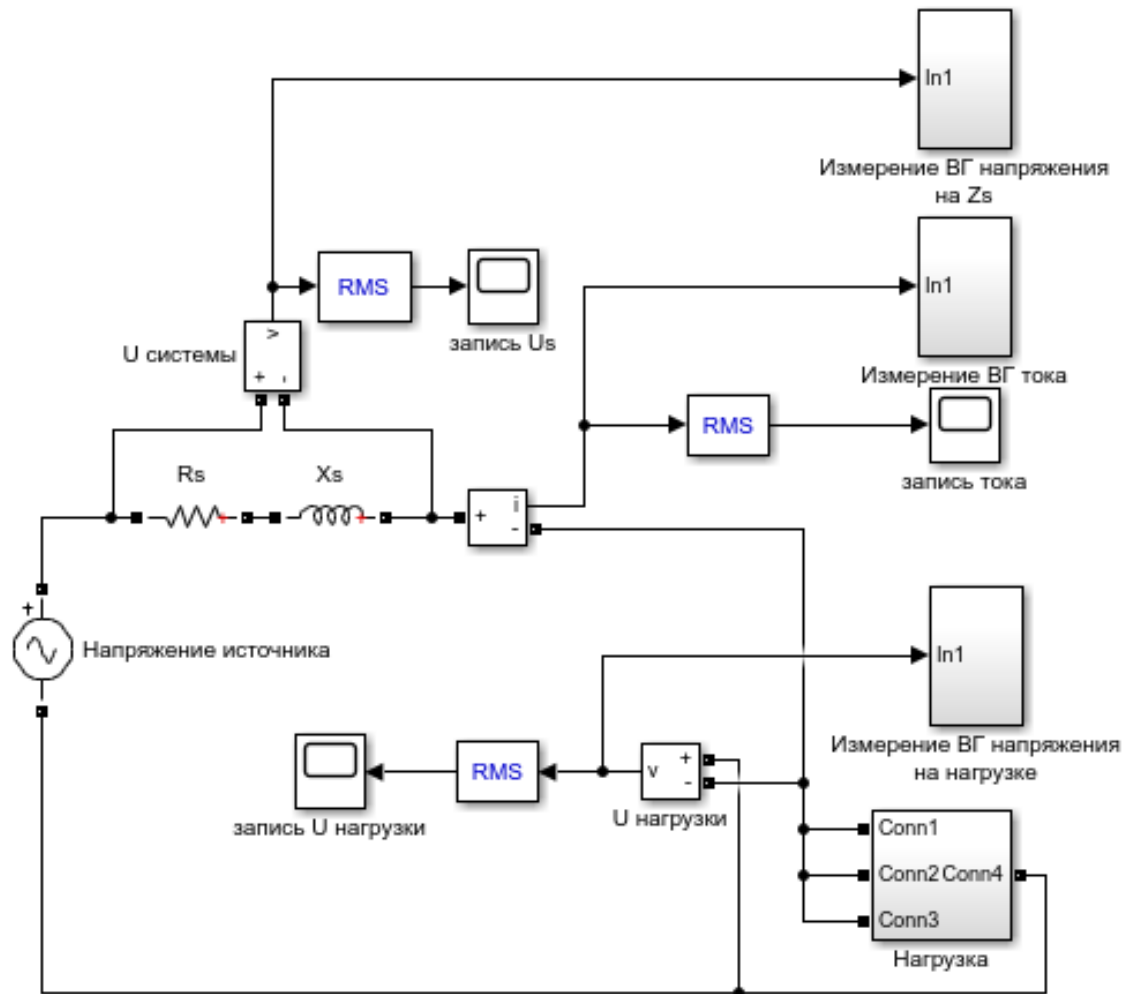 In1
Измерение ВГ напряжения
на Zs
RMS
запись Us
U системы
+ -
v
In1
Измерение ВГ тока
RMS
запись тока
Rs
Xs
+
i
-
+
Напряжение источника
In1
Измерение ВГ напряжения
на нагрузке
RMS
запись U нагрузки
v
+
-
U нагрузки
Conn1
Conn2 Conn4
Conn3
Нагрузка